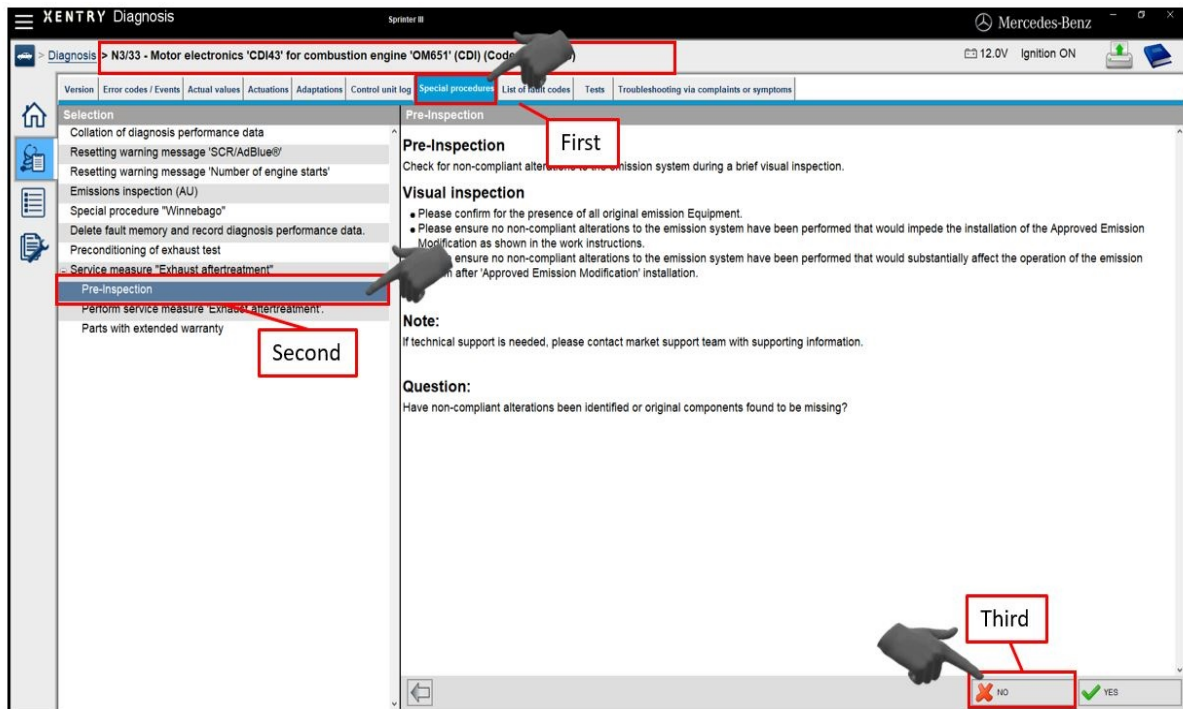 XENTRY Diagnosis
Sprinter III
Mercedes-Benz
> Diagnosis > N3/33 - Motor electronics 'CDI43' for combustion engine 'OM651' (CDI) (Cod )
12.0V Ignition ON
Version
Error codes / Events
Actual values
Actuations
Adaptations
Control unit log
Special procedures
List of fault codes
Tests
Troubleshooting via complaints or symptoms
Selection
Collation of diagnosis performance data
Resetting warning message 'SCR/AdBlue®'
Resetting warning message 'Number of engine starts'
Emissions inspection (AU)
Special procedure "Winnebago"
Delete fault memory and record diagnosis performance data.
Preconditioning of exhaust test
Service measure "Exhaust aftertreatment"
Pre-Inspection
Perform service measure 'Exhaust aftertreatment'.
Parts with extended warranty
Pre-Inspection
Pre-Inspection
Check for non-compliant alterations to the emission system during a brief visual inspection.
Visual inspection
• Please confirm for the presence of all original emission Equipment.
• Please ensure no non-compliant alterations to the emission system have been performed that would impede the installation of the Approved Emission
Modification as shown in the work instructions.
ensure no non-compliant alterations to the emission system have been performed that would substantially affect the operation of the emission
after 'Approved Emission Modification' installation.
Note:
If technical support is needed, please contact market support team with supporting information.
Question:
Have non-compliant alterations been identified or original components found to be missing?
First
Second
Third
NO
YES